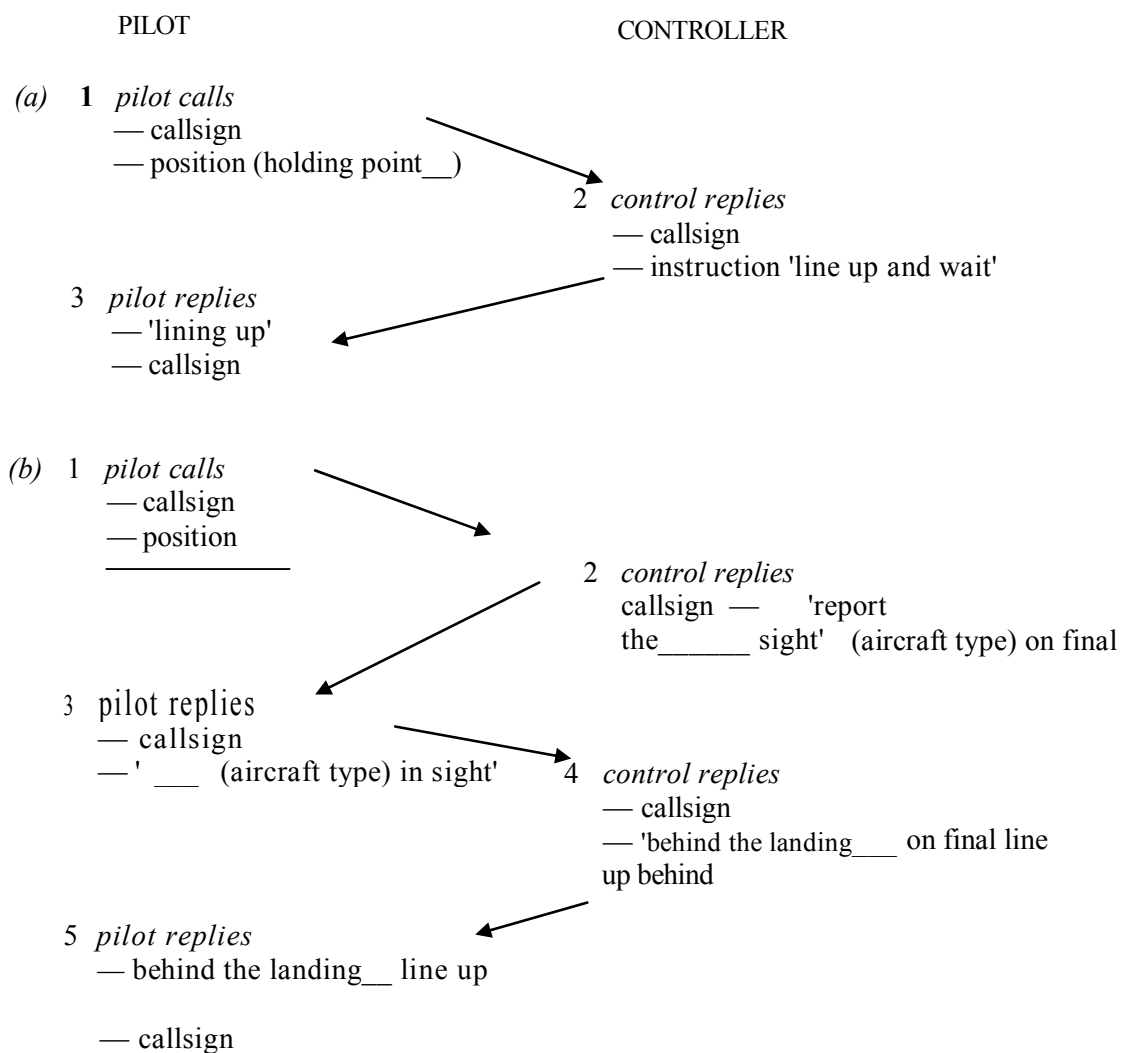 PILOT
CONTROLLER
(a) 1 pilot calls
— callsign
— position (holding point__)
2 control replies
— callsign
— instruction 'line up and wait'
3 pilot replies
— 'lining up'
— callsign
(b) 1 pilot calls
— callsign
— position
2 control replies
callsign — 'report
the______ sight' (aircraft type) on final
3 pilot replies
— callsign
— ' ___ (aircraft type) in sight'
4 control replies
— callsign
— 'behind the landing___ on final line
up behind
5 pilot replies
— behind the landing__ line up
— callsign